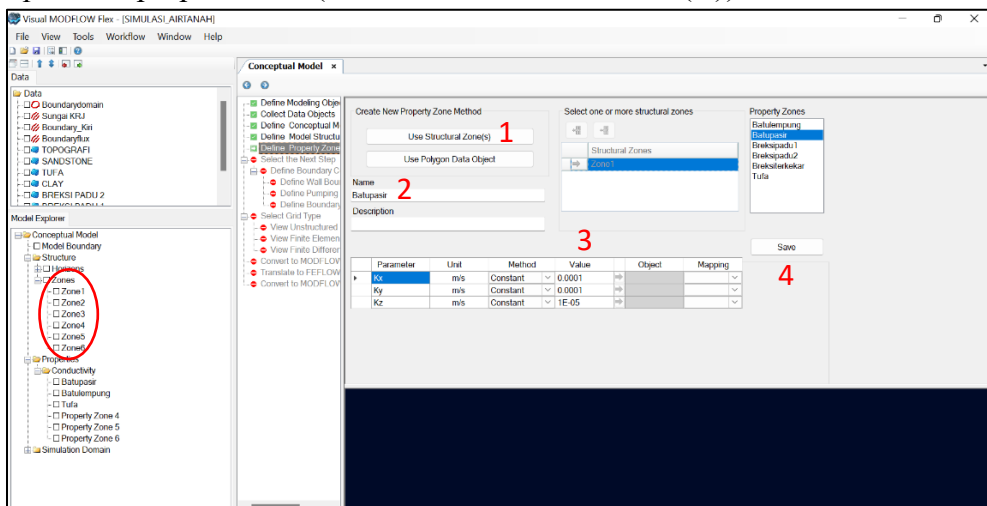 Visual MODFLOW Flex - [SIMULASI_AIRTANAH]
File View Tools Workflow Window Help
Data
Data
Boundarydomain
Sungai KRJ
Boundary_Kiri
Boundaryflux
TOPOGRAFI
SANDSTONE
TUFA
CLAY
BREKSI PADU 2
Model Explorer
Conceptual Model
Model Boundary
Structure
Horizons
Zones
Zone1
Zone2
Zone3
Zone4
Zone5
Zone6
Properties
Conductivity
Batupasir
Batulempung
Tufa
Property Zone 4
Property Zone 5
Property Zone 6
Simulation Domain
Conceptual Model
Define Modeling Obje
Collect Data Objects
Define Conceptual M
Define Model Structu
Define Property Zone
Select the Next Step
Define Boundary C
Define Wall Bou
Define Pumping
Define Boundary
Select Grid Type
View Unstructured
View Finite Elemen
View Finite Differer
Convert to MODFLOW
Translate to FEFLOW
Convert to MODFLOW
Create New Property Zone Method
Use Structural Zone(s) 1
Use Polygon Data Object
Name
Batupasir 2
Description
Select one or more structural zones
Structural Zones
Zone1
Property Zones
Batulempung
Batupasir
Breksipadu1
Breksipadu2
Breksiterkekar
Tufa
Save
4
3
Parameter Unit Method Value Object Mapping
Kx m/s Constant 0.0001
Ky m/s Constant 0.0001
Kz m/s Constant 1E-05